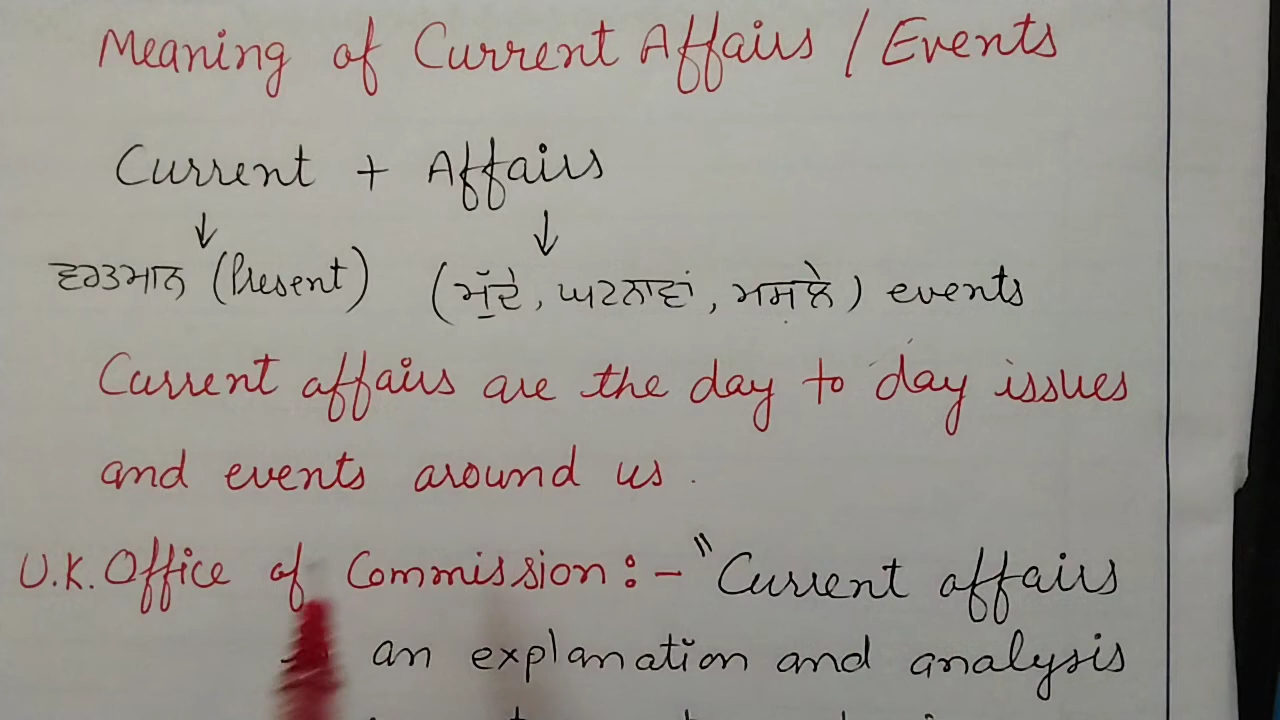 Meaning of Current Affairs / Events
Current + Affairs
↓ ↓
ਵਰਤਮਾਨ (Present) (ਮੁੱਦੇ, ਘਟਨਾਵਾਂ, ਮਸਲੇ) events
Current affairs are the day to day issues
and events around us.
U.K. Office of Commission :- "Current affairs
an explanation and analysis